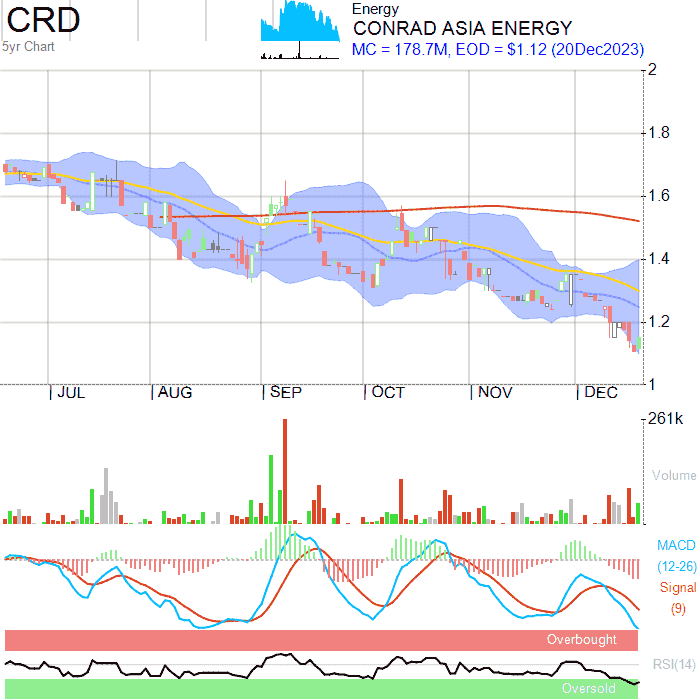 CRD
5yr Chart
Energy
CONRAD ASIA ENERGY
MC = 178.7M, EOD = $1.12 (20Dec2023)
2
1.8
1.6
1.4
1.2
1
JUL AUG SEP OCT NOV DEC
261k
Volume
MACD
(12-26)
Signal
(9)
Overbought
RSI(14)
Oversold